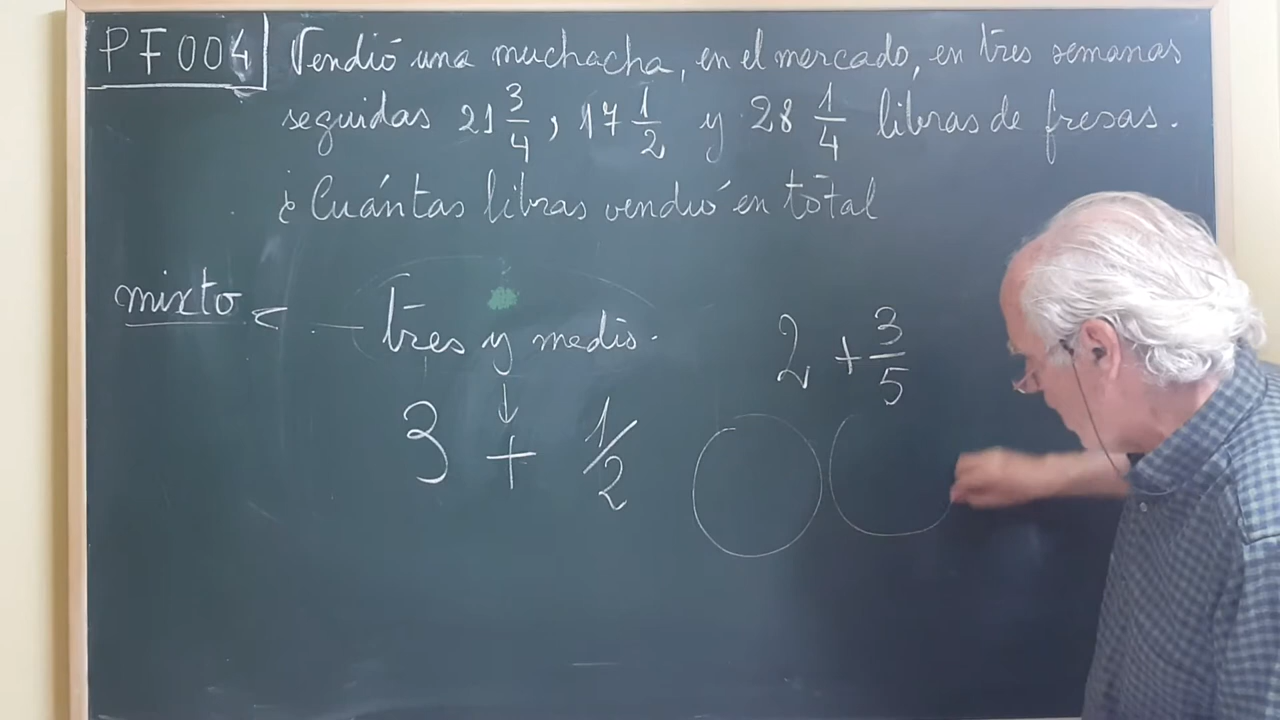 PF004 Vendió una muchacha, en el mercado, en tres semanas
seguidas 21 3/4, 17 1/2 y 28 1/4 libras de fresas.
¿Cuántas libras vendió en total
mixto < — tres y medio.
2 + 3/5
↓
3 + 1/2